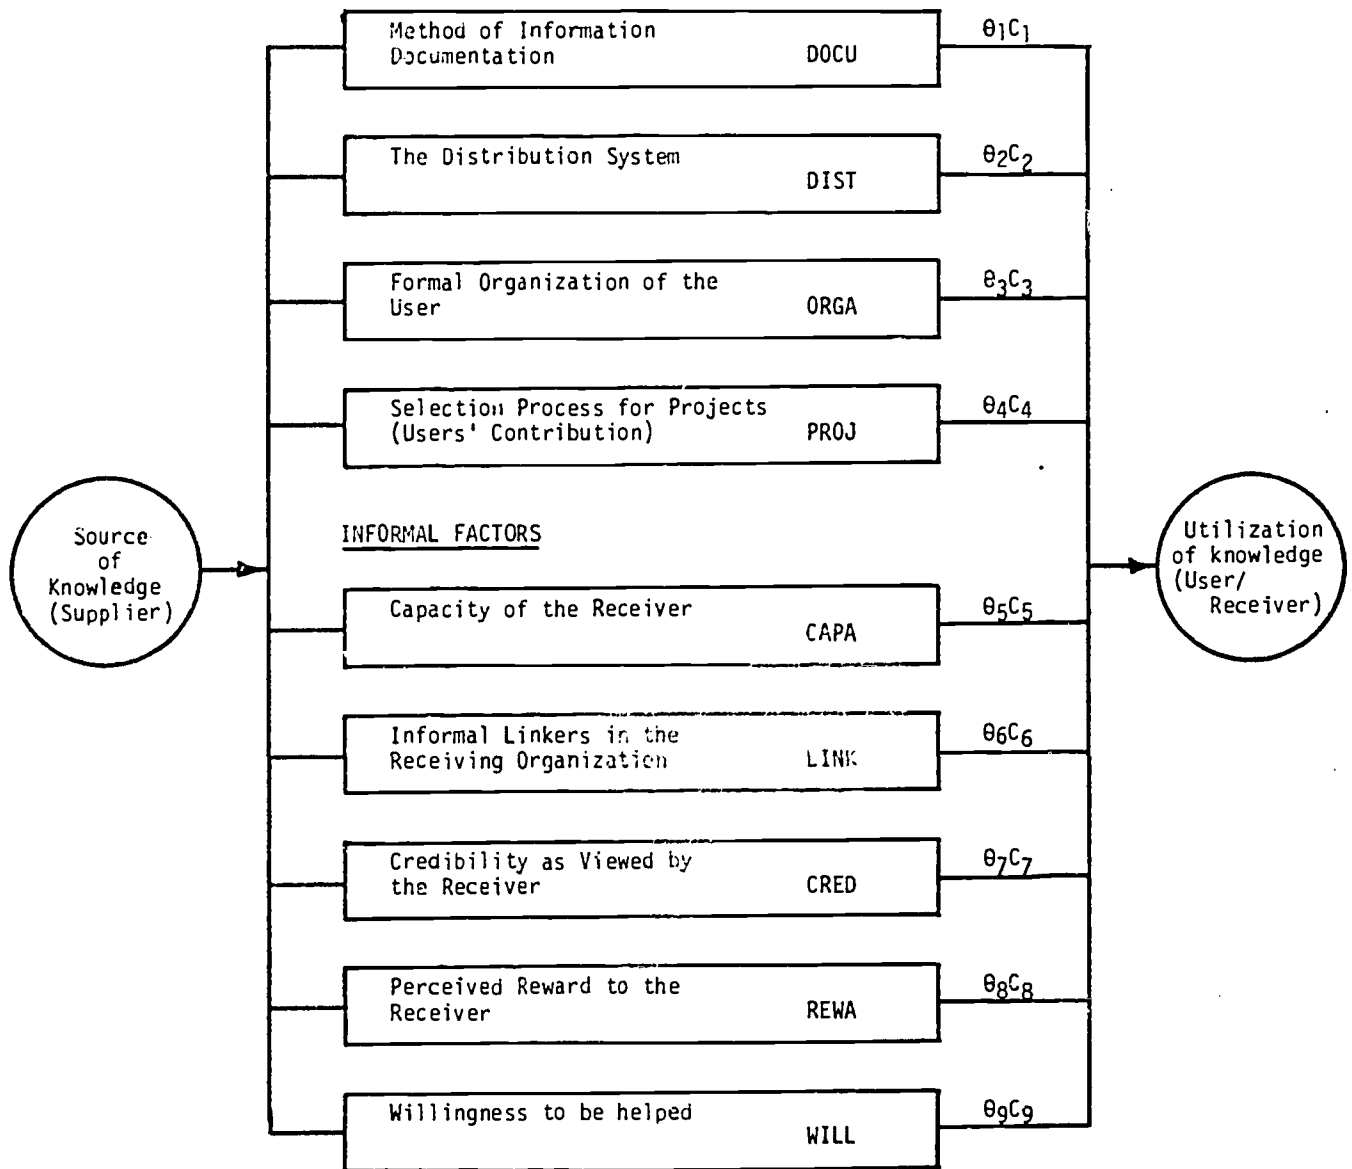 Method of Information
Documentation DOCU
θ1C1
The Distribution System
DIST
θ2C2
Formal Organization of the
User ORGA
θ3C3
Selection Process for Projects
(Users' Contribution) PROJ
θ4C4
Source
of
Knowledge
(Supplier)
INFORMAL FACTORS
Utilization
of knowledge
(User/
Receiver)
Capacity of the Receiver
CAPA
θ5C5
Informal Linkers in the
Receiving Organization LINK
θ6C6
Credibility as Viewed by
the Receiver CRED
θ7C7
Perceived Reward to the
Receiver REWA
θ8C8
Willingness to be helped
WILL
θ9C9